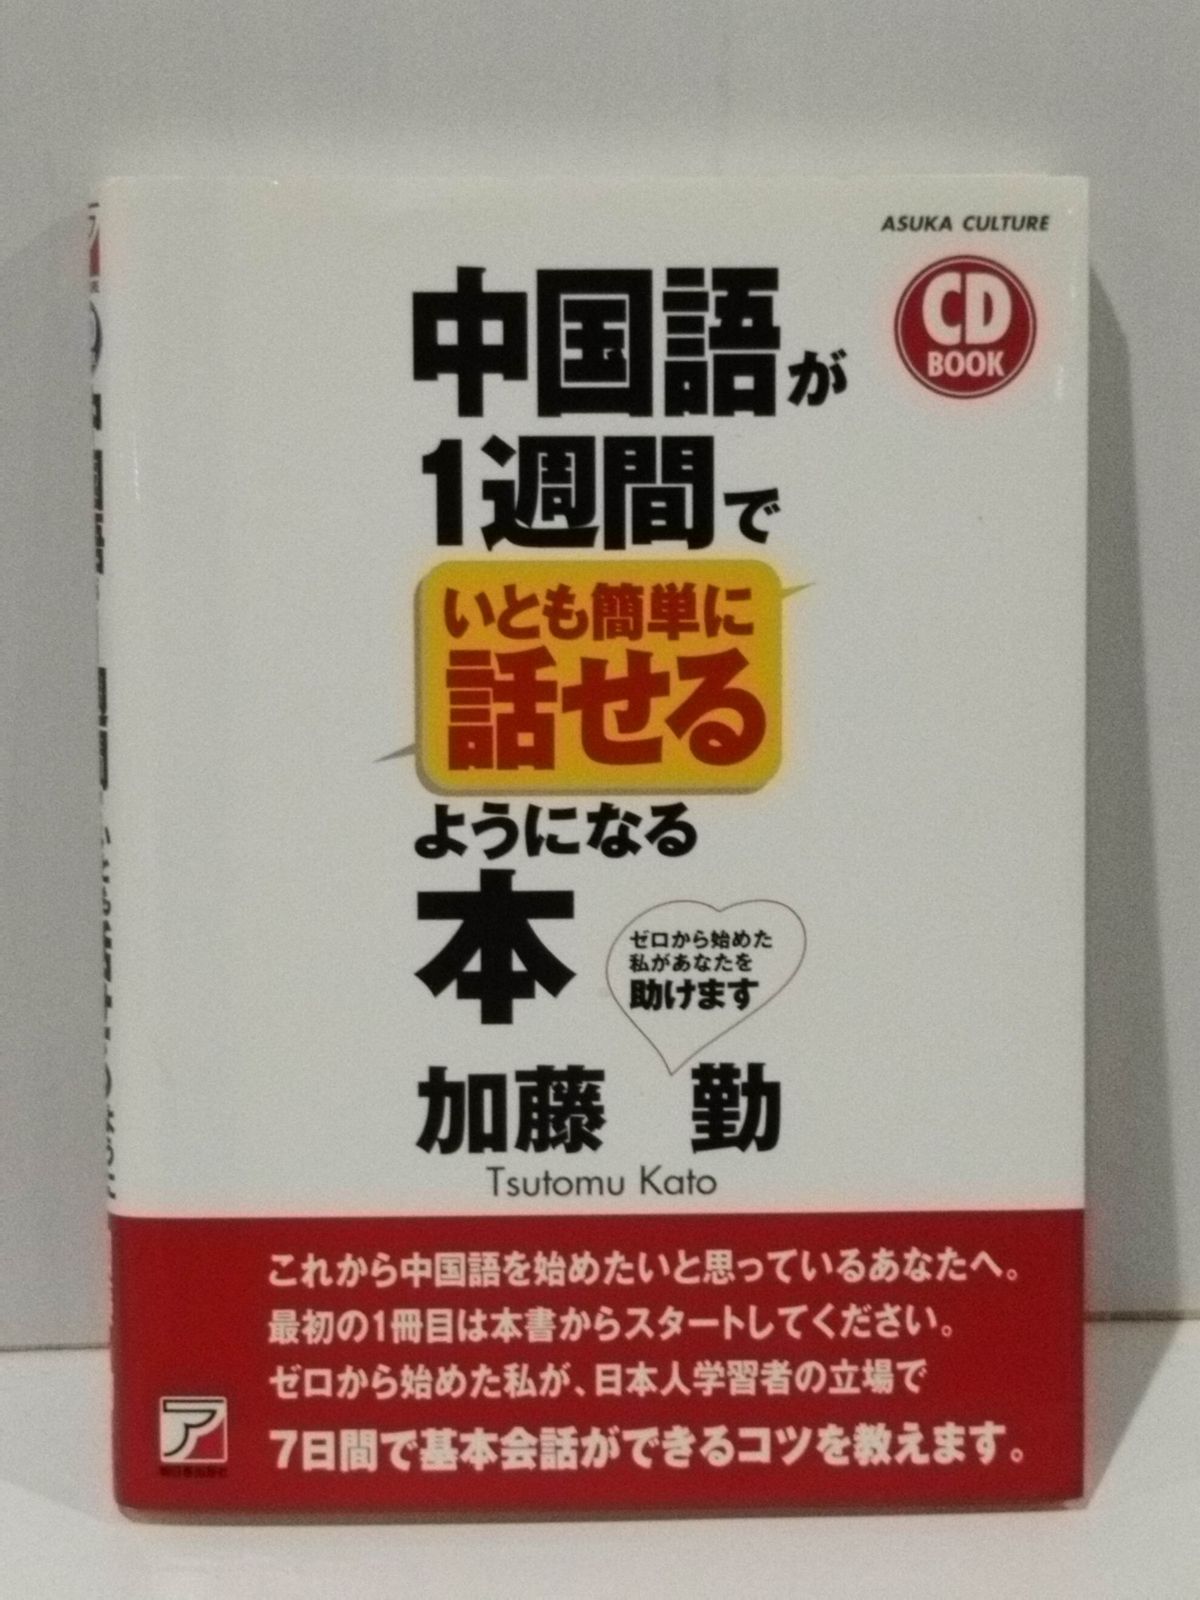 ASUKA CULTURE
CD
BOOK
中国語が
1週間で
いとも簡単に
話せる
ようになる
本
ゼロから始めた
私があなたを
助けます
加藤 勤
Tsutomu Kato
これから中国語を始めたいと思っているあなたへ。
最初の1冊目は本書からスタートしてください。
ゼロから始めた私が、日本人学習者の立場で
7日間で基本会話ができるコツを教えます。
ア